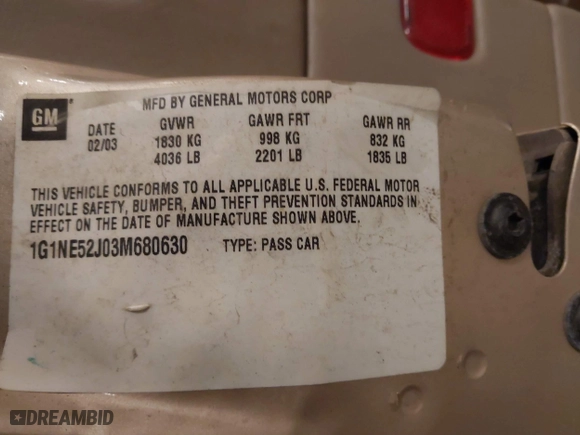 GM
MFD BY GENERAL MOTORS CORP
DATE GVWR GAWR FRT GAWR RR
02/03 1830 KG 998 KG 832 KG
4036 LB 2201 LB 1835 LB
THIS VEHICLE CONFORMS TO ALL APPLICABLE U.S. FEDERAL MOTOR
VEHICLE SAFETY, BUMPER, AND THEFT PREVENTION STANDARDS IN
EFFECT ON THE DATE OF MANUFACTURE SHOWN ABOVE.
1G1NE52J03M680630 TYPE: PASS CAR
DREAMBID